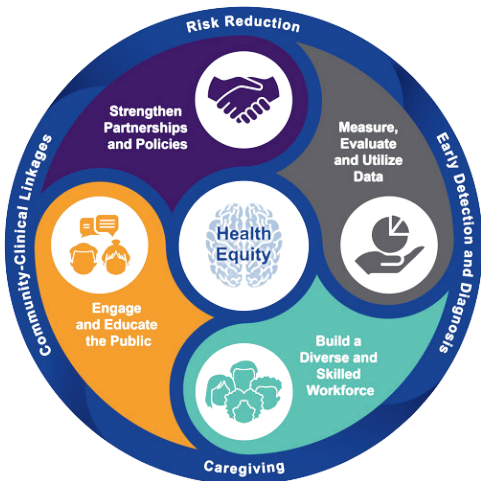 Risk Reduction
Strengthen
Partnerships
and Policies
Measure,
Evaluate
and Utilize
Data
Early Detection and Diagnosis
Community-Clinical Linkages
Health
Equity
Engage
and Educate
the Public
Build a
Diverse and
Skilled
Workforce
Caregiving